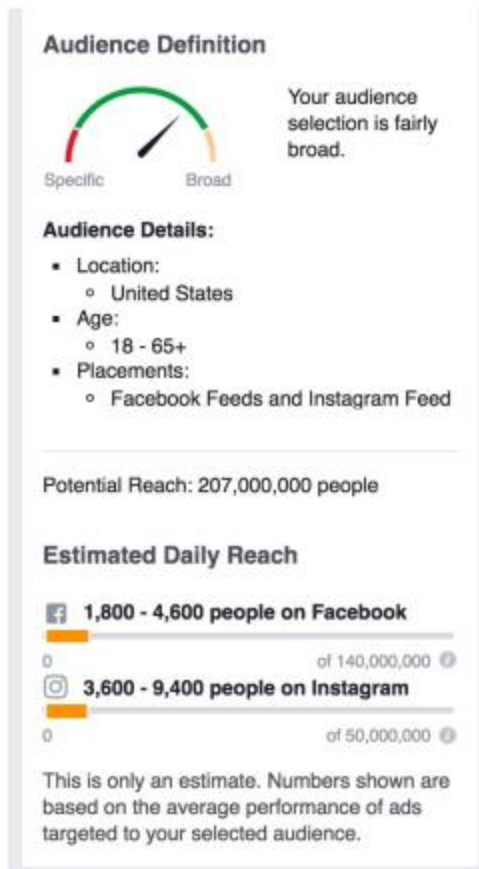 Audience Definition
Your audience
selection is fairly
broad.
Specific
Broad
Audience Details:
▪ Location:
◦ United States
▪ Age:
◦ 18 - 65+
▪ Placements:
◦ Facebook Feeds and Instagram Feed
Potential Reach: 207,000,000 people
Estimated Daily Reach
1,800 - 4,600 people on Facebook
0
of 140,000,000
3,600 - 9,400 people on Instagram
0
of 50,000,000
This is only an estimate. Numbers shown are
based on the average performance of ads
targeted to your selected audience.